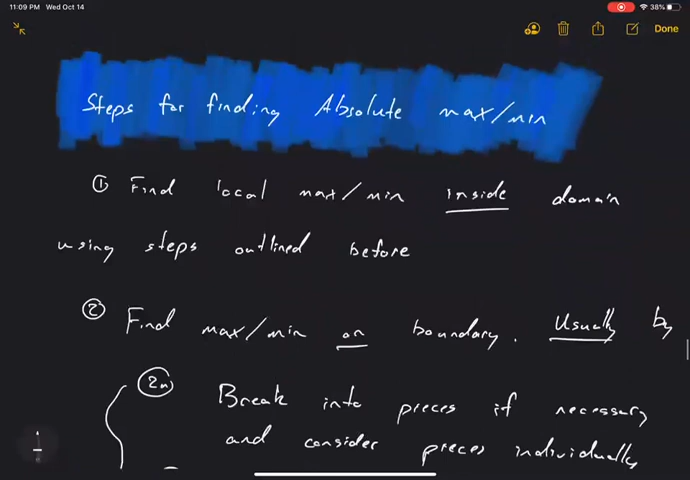 11:09 PM Wed Oct 14
38%
Done
Steps for finding Absolute max/min
① Find local max/min inside domain
using steps outlined before
② Find max/min on boundary. Usually by
2a Break into pieces if necessary
and consider pieces individually